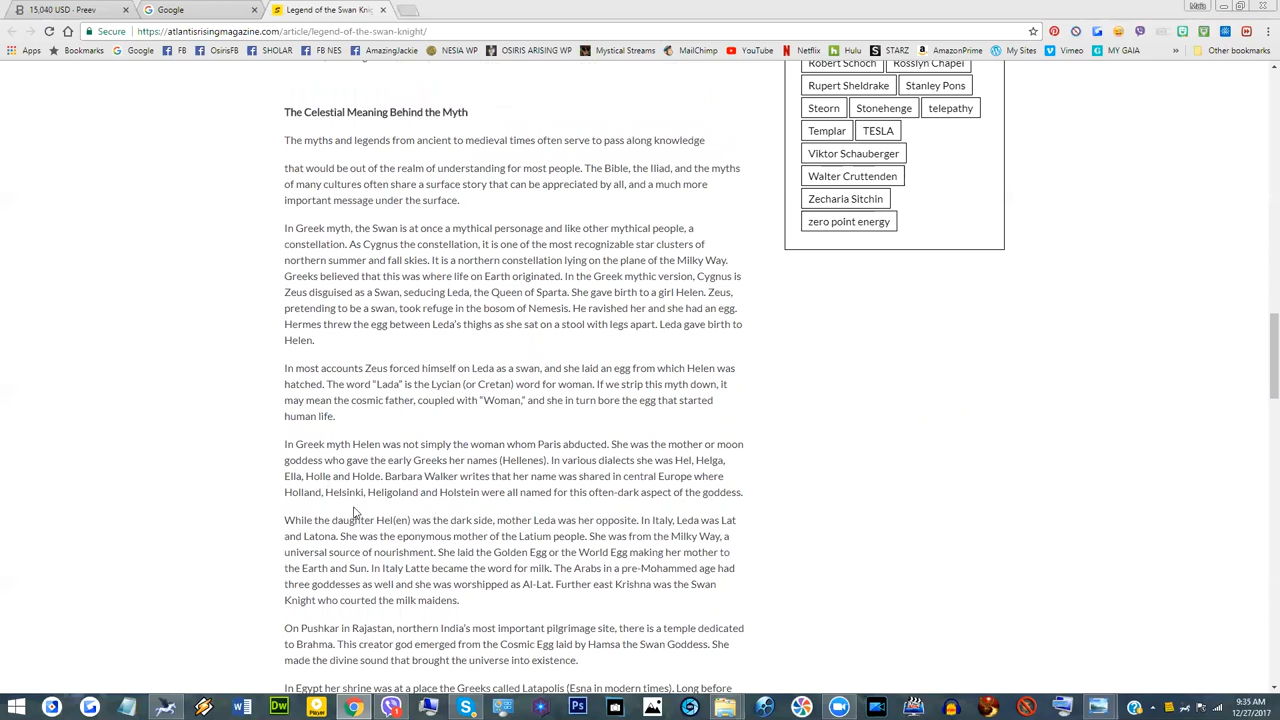 15,040 USD - Preev
Google
Legend of the Swan Knig
Secure
https://atlantisrisingmagazine.com/article/legend-of-the-swan-knight/
Apps
Bookmarks
Google
FB
OsirisFB
SCHOLAR
FB NES
AmazingJackie
NESIA WP
OSIRIS ARISING WP
Mystical Streams
MailChimp
YouTube
Netflix
Hulu
STARZ
AmazonPrime
My Sites
Vimeo
MY GAIA
Other bookmarks
The Celestial Meaning Behind the Myth
The myths and legends from ancient to medieval times often serve to pass along knowledge
that would be out of the realm of understanding for most people. The Bible, the Iliad, and the myths
of many cultures often share a surface story that can be appreciated by all, and a much more
important message under the surface.
In Greek myth, the Swan is at once a mythical personage and like other mythical people, a
constellation. As Cygnus the constellation, it is one of the most recognizable star clusters of
northern summer and fall skies. It is a northern constellation lying on the plane of the Milky Way.
Greeks believed that this was where life on Earth originated. In the Greek mythic version, Cygnus is
Zeus disguised as a Swan, seducing Leda, the Queen of Sparta. She gave birth to a girl Helen. Zeus,
pretending to be a swan, took refuge in the bosom of Nemesis. He ravished her and she had an egg.
Hermes threw the egg between Leda's thighs as she sat on a stool with legs apart. Leda gave birth to
Helen.
In most accounts Zeus forced himself on Leda as a swan, and she laid an egg from which Helen was
hatched. The word “Lada” is the Lycian (or Cretan) word for woman. If we strip this myth down, it
may mean the cosmic father, coupled with “Woman,” and she in turn bore the egg that started
human life.
In Greek myth Helen was not simply the woman whom Paris abducted. She was the mother or moon
goddess who gave the early Greeks her names (Hellenes). In various dialects she was Hel, Helga,
Ella, Holle and Holde. Barbara Walker writes that her name was shared in central Europe where
Holland, Helsinki, Heligoland and Holstein were all named for this often-dark aspect of the goddess.
While the daughter Hel(en) was the dark side, mother Leda was her opposite. In Italy, Leda was Lat
and Latona. She was the eponymous mother of the Latium people. She was from the Milky Way, a
universal source of nourishment. She laid the Golden Egg or the World Egg making her mother to
the Earth and Sun. In Italy Latte became the word for milk. The Arabs in a pre-Mohammed age had
three goddesses as well and she was worshipped as Al-Lat. Further east Krishna was the Swan
Knight who courted the milk maidens.
On Pushkar in Rajastan, northern India's most important pilgrimage site, there is a temple dedicated
to Brahma. This creator god emerged from the Cosmic Egg laid by Hamsa the Swan Goddess. She
made the divine sound that brought the universe into existence.
In Egypt her shrine was at a place the Greeks called Latapolis (Esna in modern times). Long before
Robert Schoch
Rosslyn Chapel
Rupert Sheldrake
Stanley Pons
Steorn
Stonehenge
telepathy
Templar
TESLA
Viktor Schauberger
Walter Cruttenden
Zecharia Sitchin
zero point energy
9:35 AM
12/27/2017